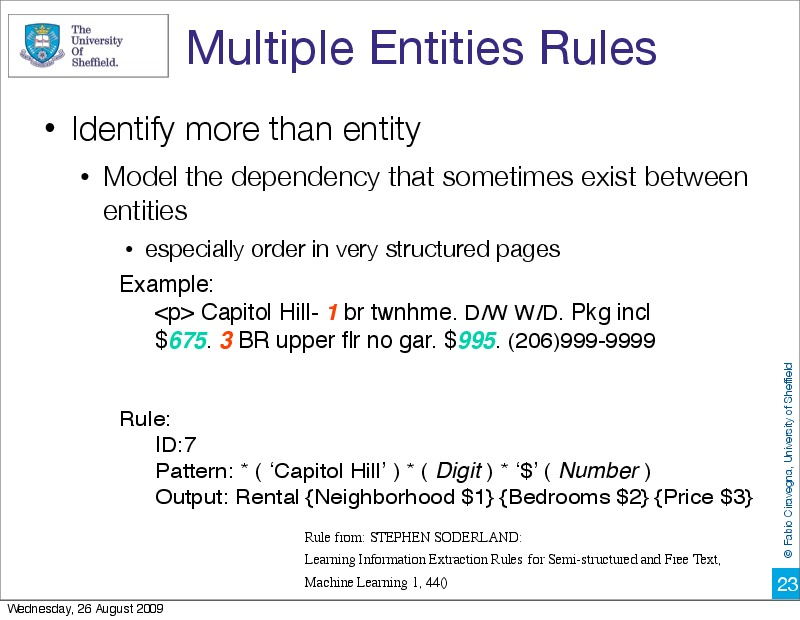 The
University
Of
Sheffield.
Multiple Entities Rules
• Identify more than entity
• Model the dependency that sometimes exist between
entities
• especially order in very structured pages
Example:
<p> Capitol Hill- 1 br twnhme. D/W W/D. Pkg incl
$675. 3 BR upper flr no gar. $995. (206)999-9999
Rule:
ID:7
Pattern: * ( ‘Capitol Hill’ ) * ( Digit ) * ‘$’ ( Number )
Output: Rental {Neighborhood $1} {Bedrooms $2} {Price $3}
Rule from: STEPHEN SODERLAND:
Learning Information Extraction Rules for Semi-structured and Free Text,
Machine Learning 1, 44()
© Fabio Ciravegna, University of Sheffield
23
Wednesday, 26 August 2009